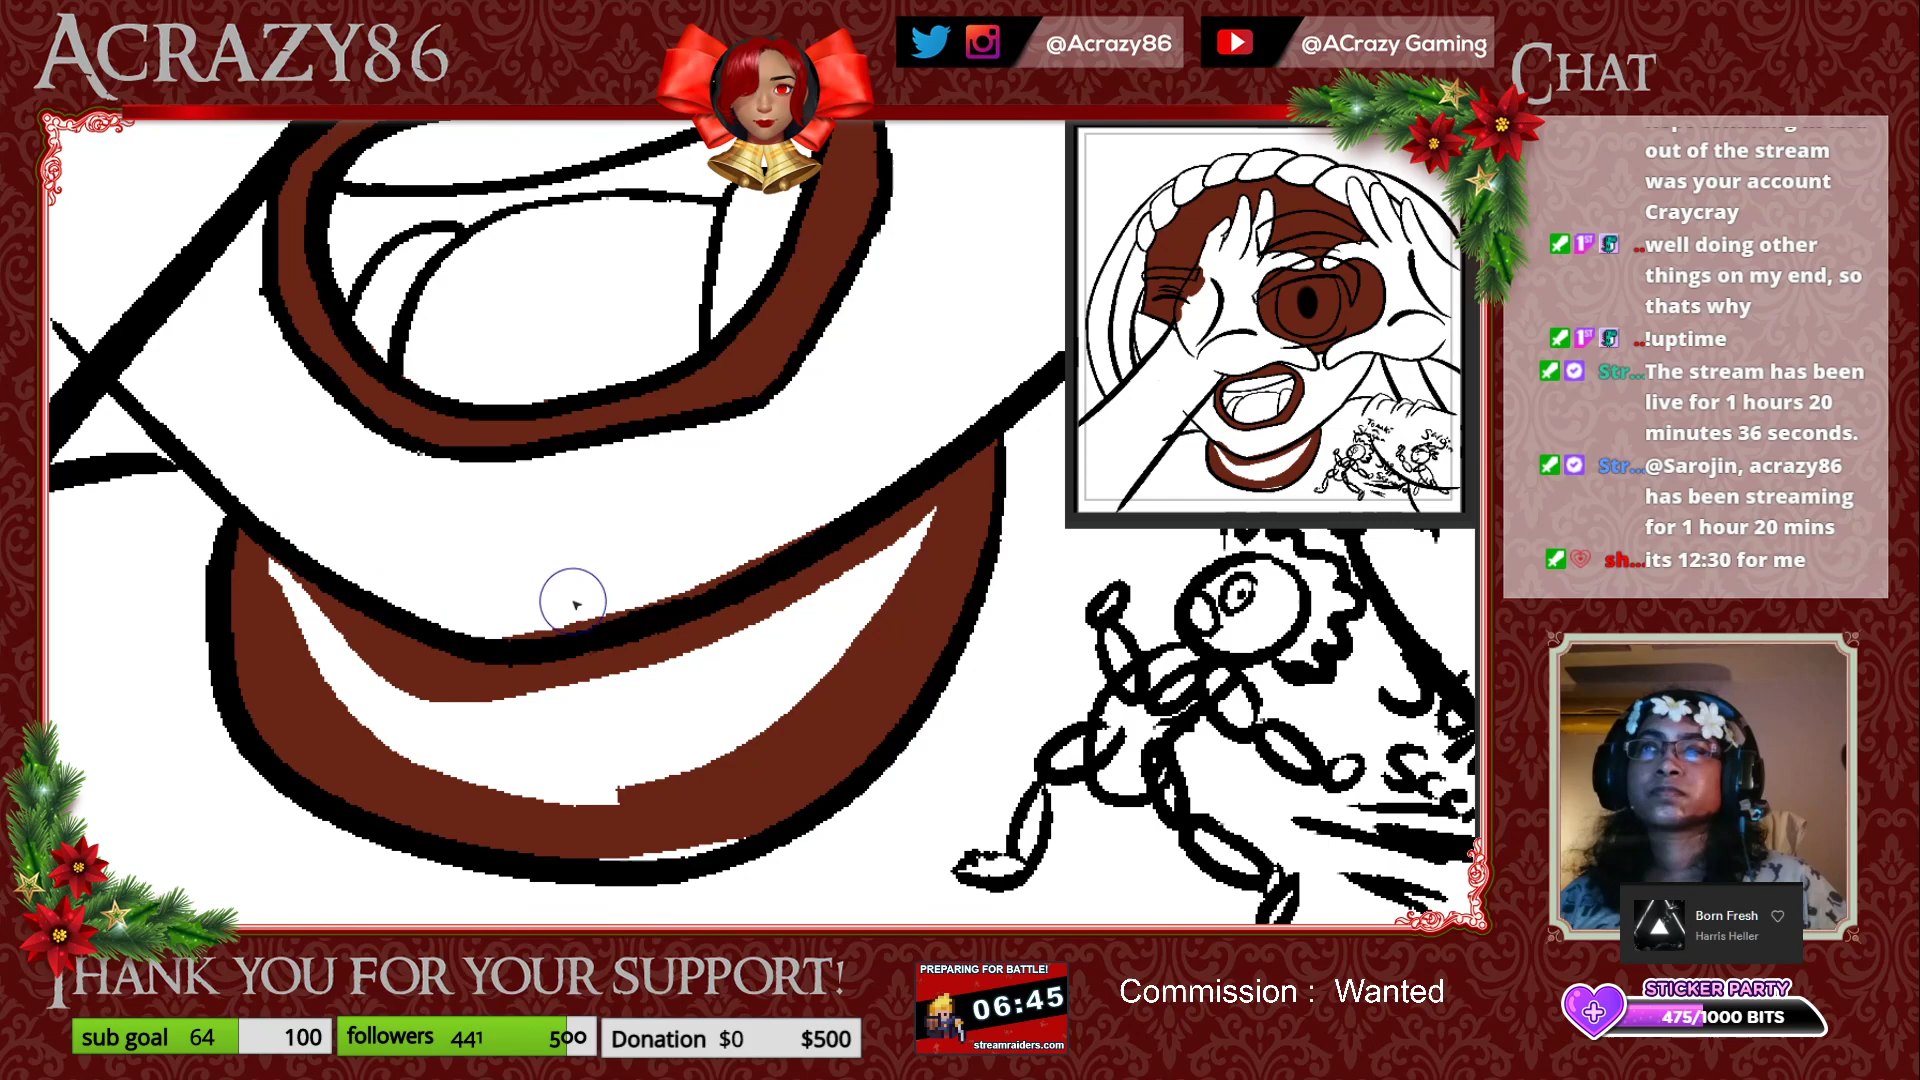 ACRAZY86
@Acrazy86
@ACrazy Gaming
CHAT
out of the stream
was your account
Craycray
1ST
..well doing other
things on my end, so
thats why
1ST
..!uptime
Str...The stream has been
live for 1 hours 20
minutes 36 seconds.
Str...@Sarojin, acrazy86
has been streaming
for 1 hour 20 mins
sh...its 12:30 for me
Born Fresh
Harris Heller
THANK YOU FOR YOUR SUPPORT!
sub goal 64 100
followers 441 500
Donation $0 $500
PREPARING FOR BATTLE!
06:45
streamraiders.com
Commission : Wanted
STICKER PARTY
475/1000 BITS